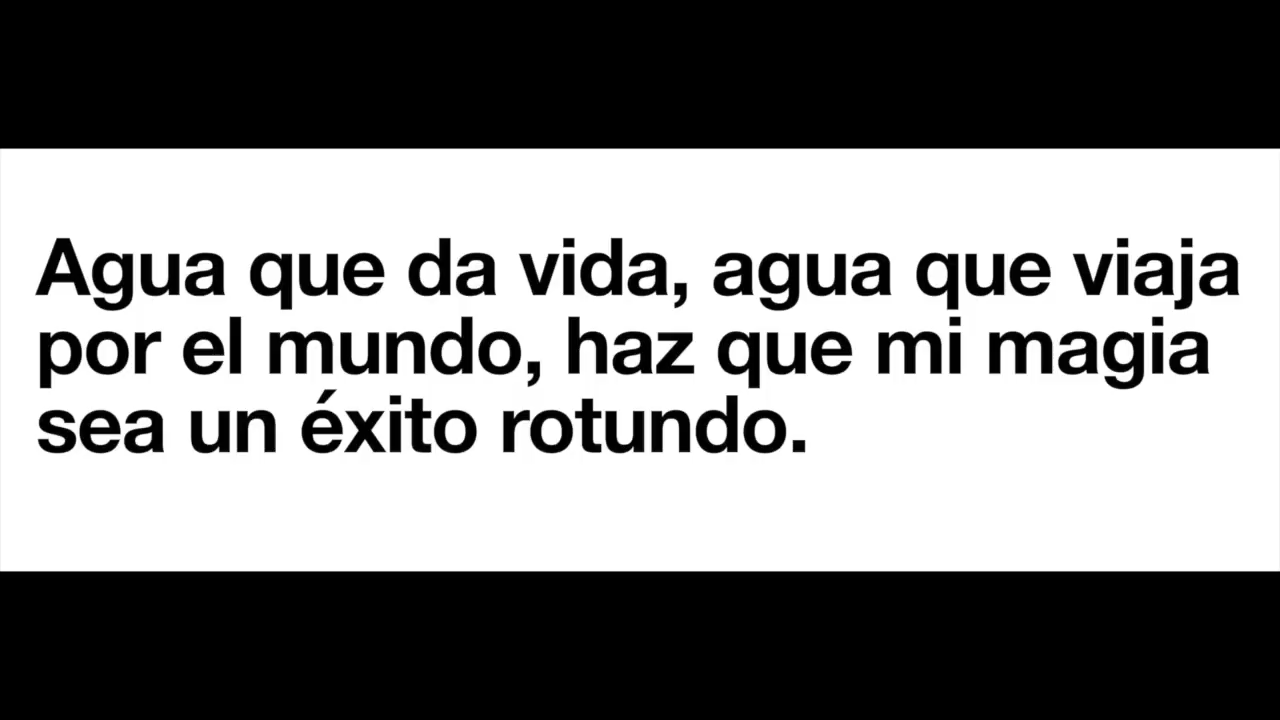 Agua que da vida, agua que viaja
por el mundo, haz que mi magia
sea un éxito rotundo.